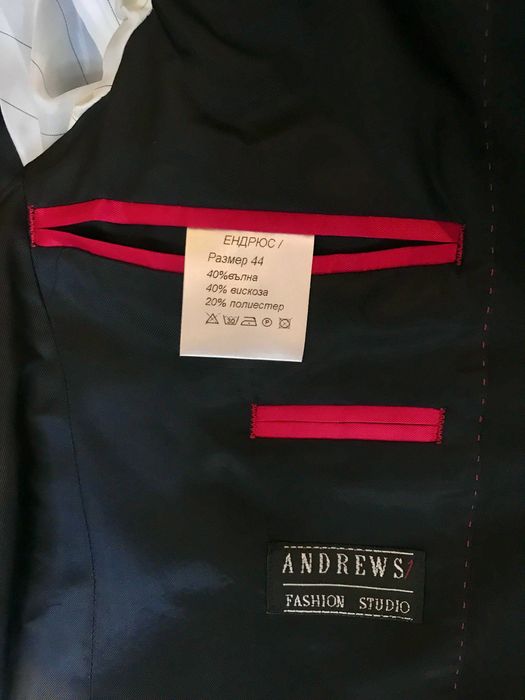 ЕНДРЮС /
Размер 44
40%вълна
40% вискоза
20% полиестер
ANDREWS/
FASHION STUDIO